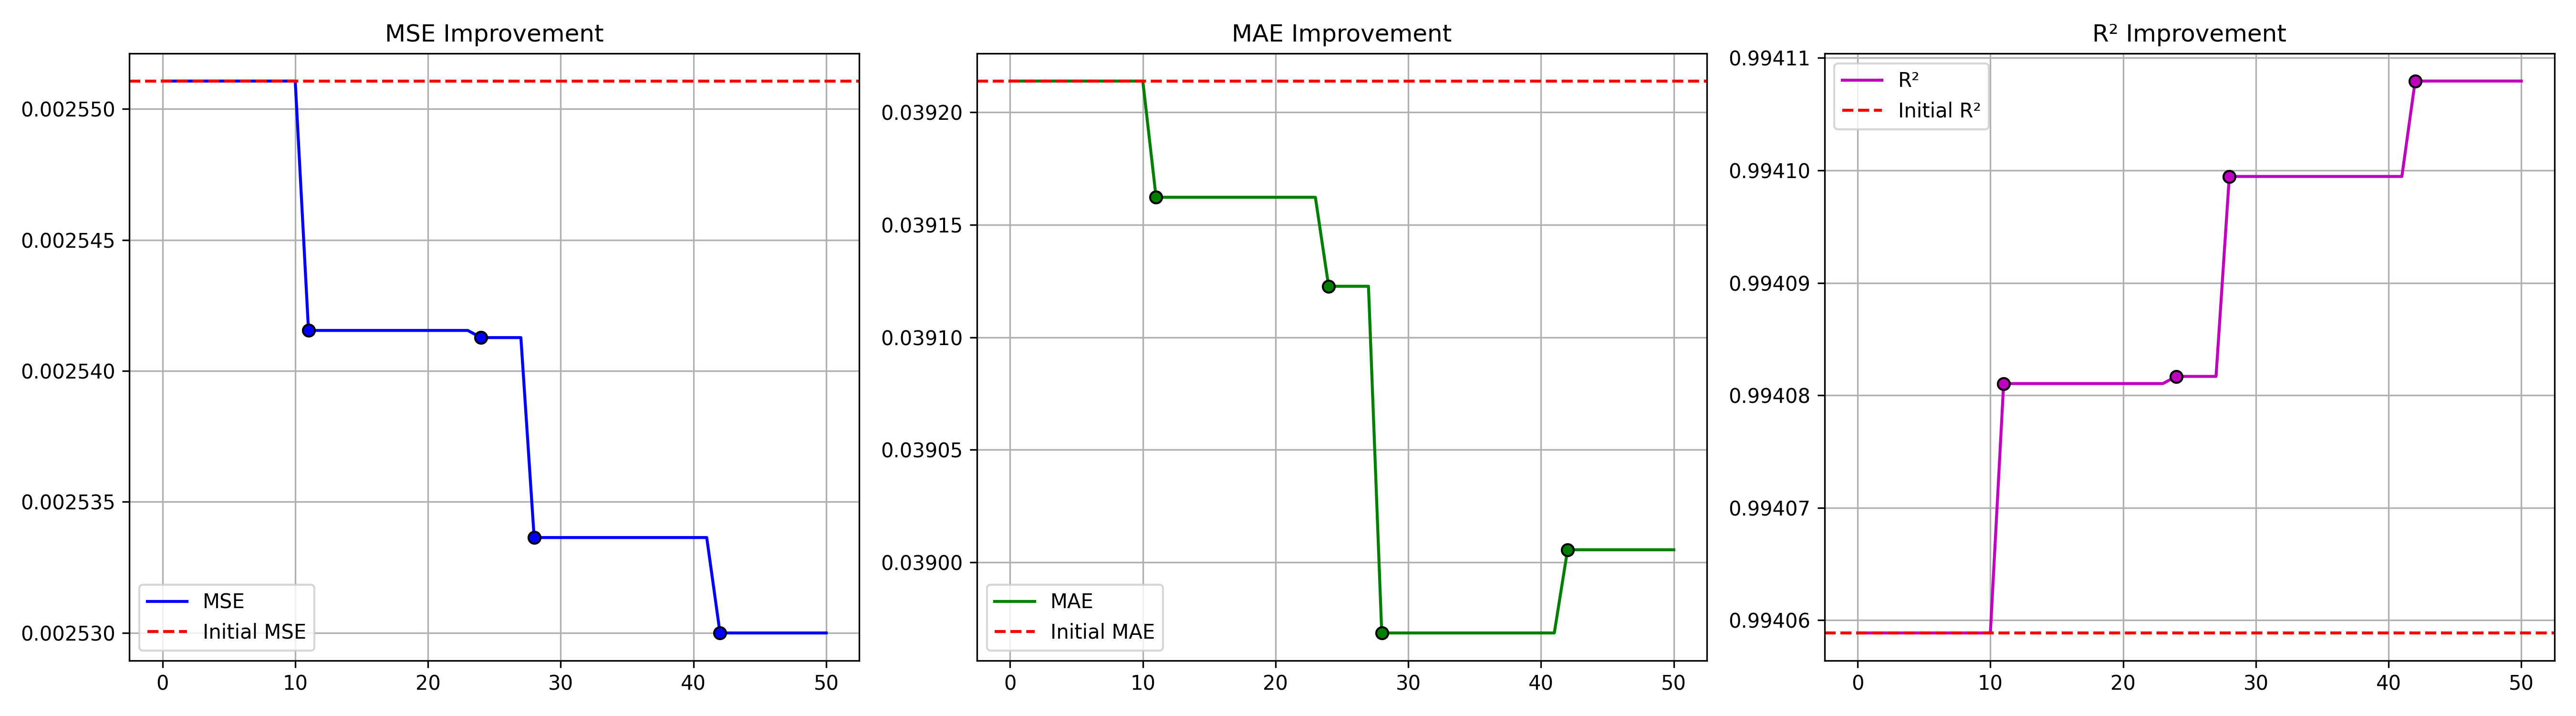 MSE Improvement
0.002550
0.002545
0.002540
0.002535
0.002530
MSE
Initial MSE
0 10 20 30 40 50
MAE Improvement
0.03920
0.03915
0.03910
0.03905
0.03900
MAE
Initial MAE
0 10 20 30 40 50
R² Improvement
0.99411
0.99410
0.99409
0.99408
0.99407
0.99406
R²
Initial R²
0 10 20 30 40 50